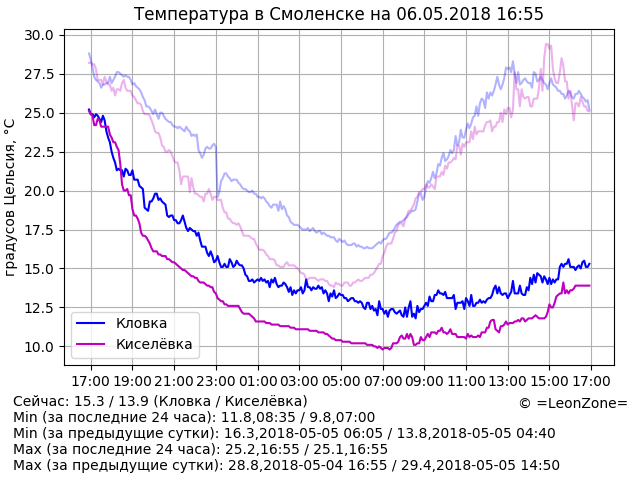 Температура в Смоленске на 06.05.2018 16:55
30.0
27.5
25.0
22.5
20.0
17.5
15.0
12.5
10.0
градусов Цельсия, °C
Кловка
Киселёвка
17:00 19:00 21:00 23:00 01:00 03:00 05:00 07:00 09:00 11:00 13:00 15:00 17:00
Сейчас: 15.3 / 13.9 (Кловка / Киселёвка)
© =LeonZone=
Min (за последние 24 часа): 11.8,08:35 / 9.8,07:00
Min (за предыдущие сутки): 16.3,2018-05-05 06:05 / 13.8,2018-05-05 04:40
Max (за последние 24 часа): 25.2,16:55 / 25.1,16:55
Max (за предыдущие сутки): 28.8,2018-05-04 16:55 / 29.4,2018-05-05 14:50